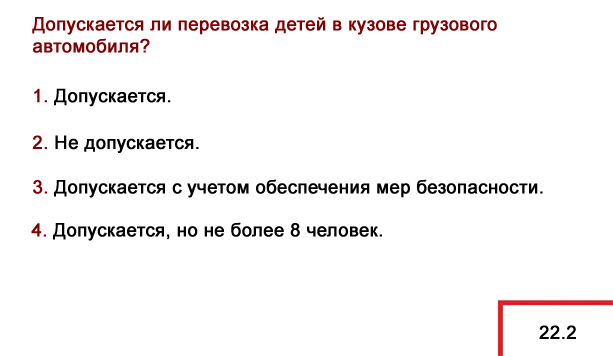 Допускается ли перевозка детей в кузове грузового
автомобиля?
1. Допускается.
2. Не допускается.
3. Допускается с учетом обеспечения мер безопасности.
4. Допускается, но не более 8 человек.
22.2